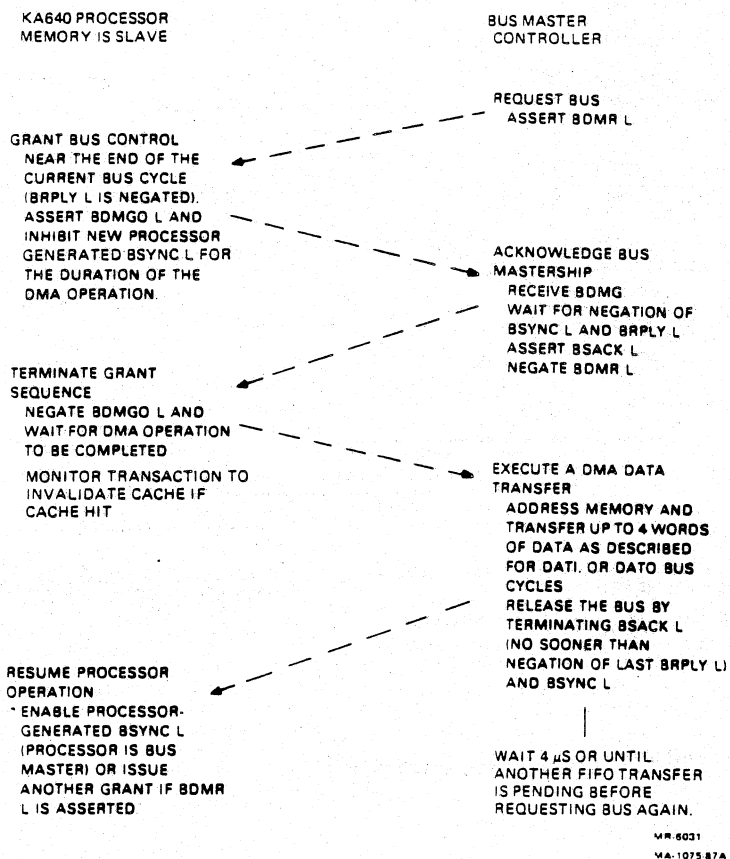 KA640 PROCESSOR
MEMORY IS SLAVE
BUS MASTER
CONTROLLER
REQUEST BUS
ASSERT BDMR L
GRANT BUS CONTROL
NEAR THE END OF THE
CURRENT BUS CYCLE
(BRPLY L IS NEGATED).
ASSERT BDMGO L AND
INHIBIT NEW PROCESSOR
GENERATED BSYNC L FOR
THE DURATION OF THE
DMA OPERATION.
ACKNOWLEDGE BUS
MASTERSHIP
RECEIVE BDMG
WAIT FOR NEGATION OF
BSYNC L AND BRPLY L
ASSERT BSACK L
NEGATE BDMR L
TERMINATE GRANT
SEQUENCE
NEGATE BDMGO L AND
WAIT FOR DMA OPERATION
TO BE COMPLETED
MONITOR TRANSACTION TO
INVALIDATE CACHE IF
CACHE HIT
EXECUTE A DMA DATA
TRANSFER
ADDRESS MEMORY AND
TRANSFER UP TO 4 WORDS
OF DATA AS DESCRIBED
FOR DATI, OR DATO BUS
CYCLES
RELEASE THE BUS BY
TERMINATING BSACK L
(NO SOONER THAN
NEGATION OF LAST BRPLY L)
AND BSYNC L
RESUME PROCESSOR
OPERATION
ENABLE PROCESSOR-
GENERATED BSYNC L
(PROCESSOR IS BUS
MASTER) OR ISSUE
ANOTHER GRANT IF BDMR
L IS ASSERTED.
WAIT 4 µS OR UNTIL
ANOTHER FIFO TRANSFER
IS PENDING BEFORE
REQUESTING BUS AGAIN.
MR-6031
MA-1075-87A